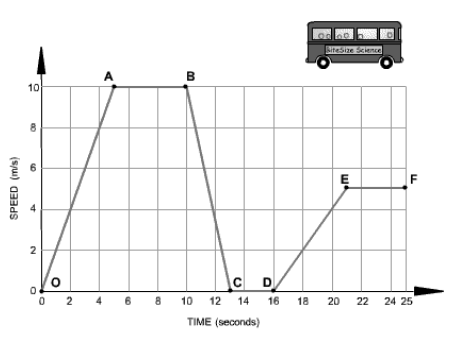 BiteSize Science
A
B
10
8
6
4
2
0
SPEED (m/s)
E
F
O
C
D
0 2 4 6 8 10 12 14 16 18 20 22 24 25
TIME (seconds)